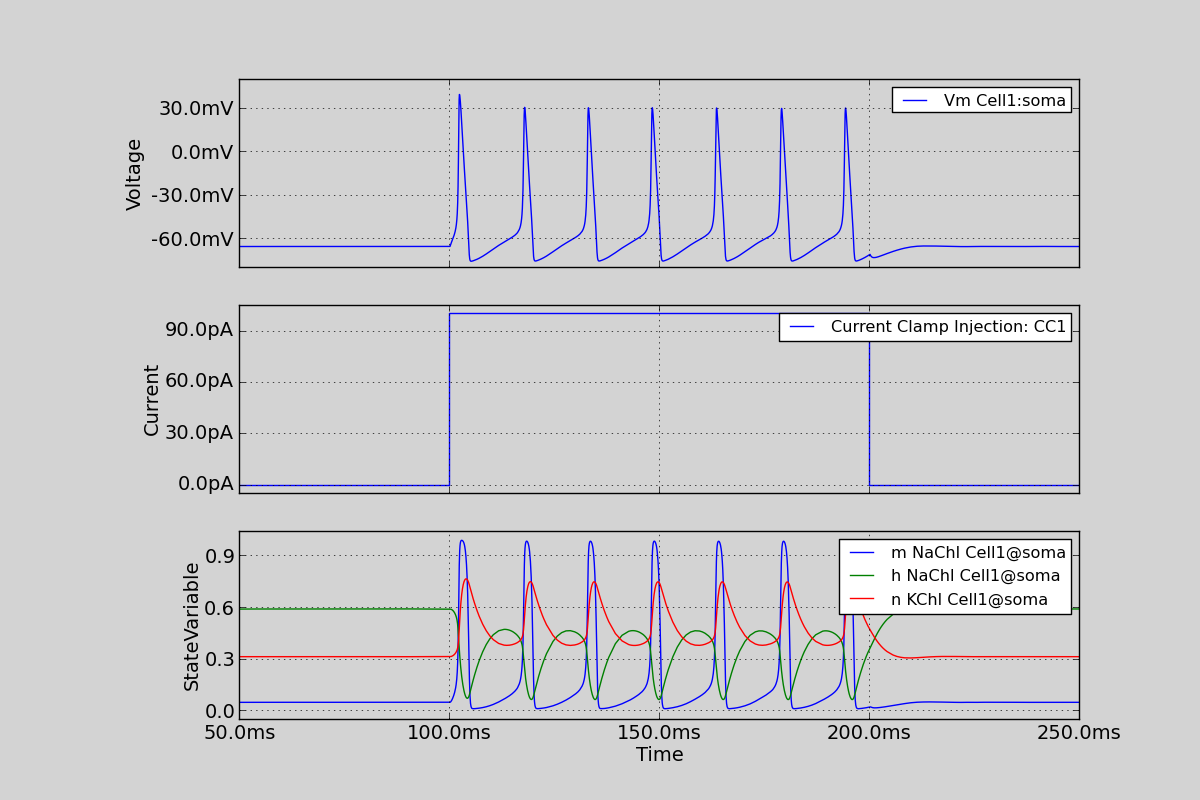 30.0mV
0.0mV
-30.0mV
-60.0mV
Voltage
Vm Cell1:soma
90.0pA
60.0pA
30.0pA
0.0pA
Current
Current Clamp Injection: CC1
0.9
0.6
0.3
0.0
StateVariable
m NaChl Cell1@soma
h NaChl Cell1@soma
n KChl Cell1@soma
50.0ms 100.0ms 150.0ms 200.0ms 250.0ms
Time